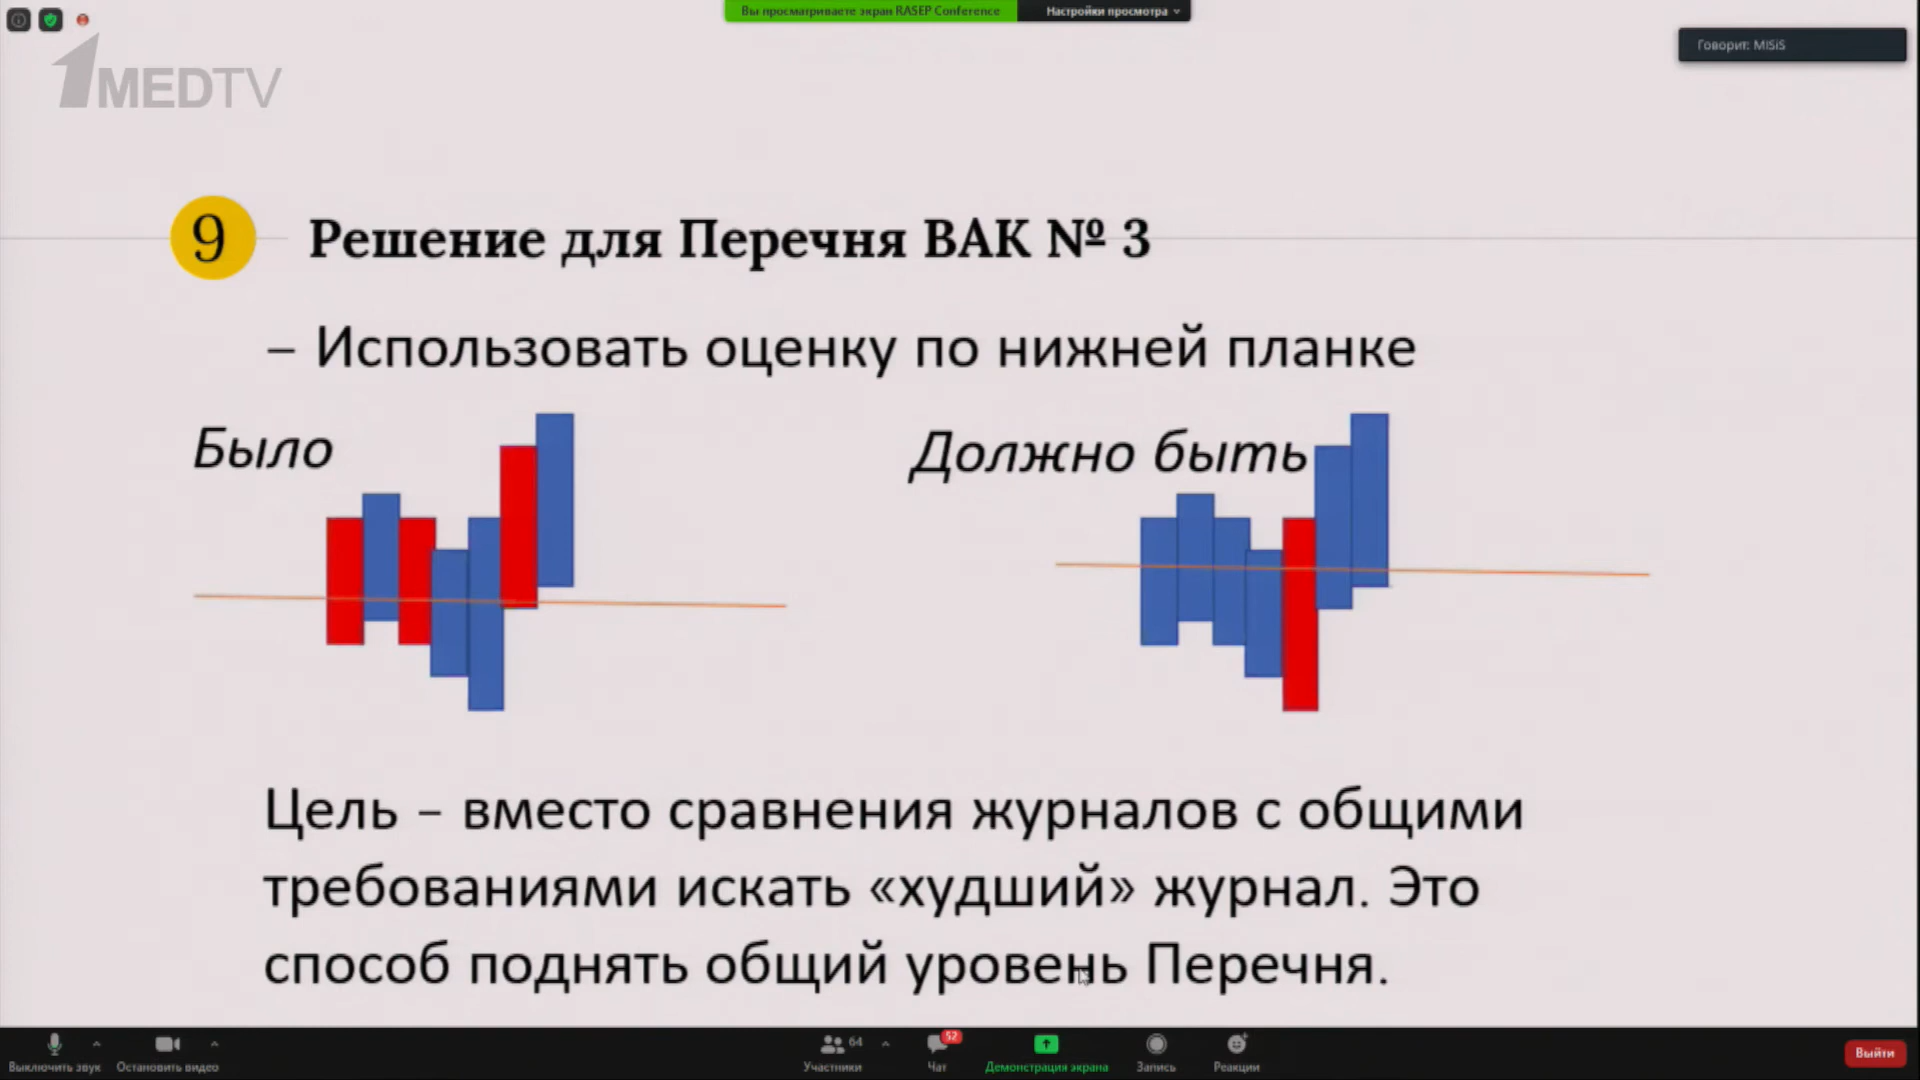 Вы просматриваете экран RASEP Conference
Настройки просмотра
Говорит: MISiS
1MEDTV
9
Решение для Перечня ВАК № 3
– Использовать оценку по нижней планке
Было
Должно быть
Цель – вместо сравнения журналов с общими
требованиями искать «худший» журнал. Это
способ поднять общий уровень Перечня.
64
52
Выключить звук
Остановить видео
Участники
Чат
Демонстрация экрана
Запись
Реакции
Выйти